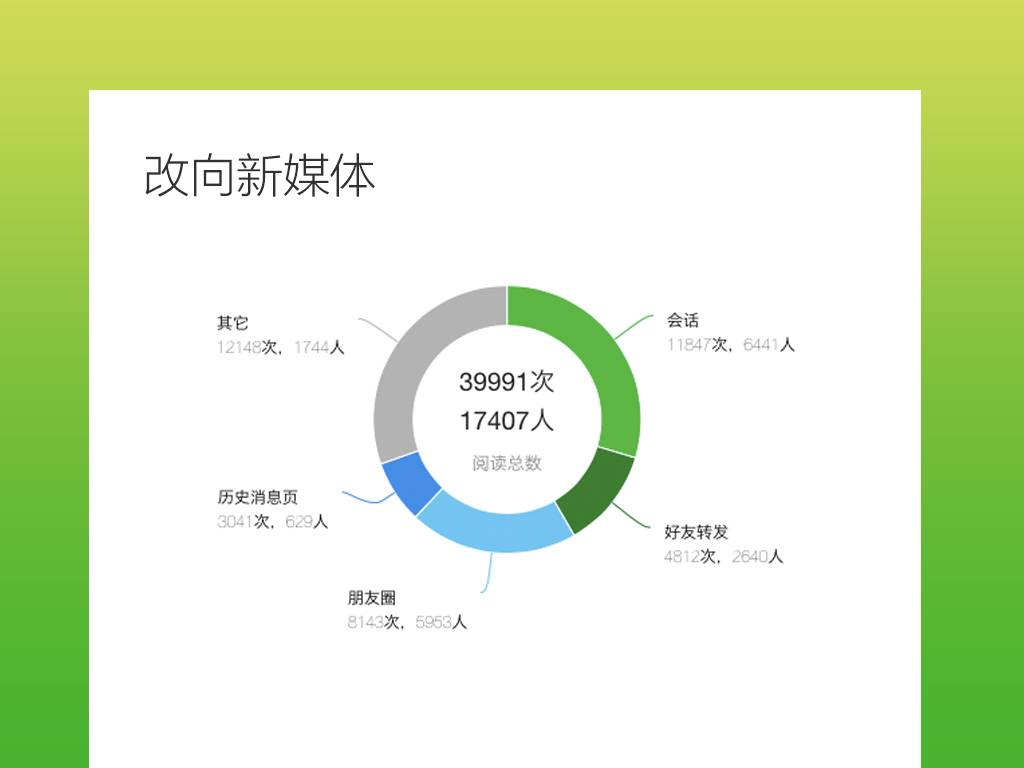 改向新媒体
其它
12148次，1744人
会话
11847次，6441人
39991次
17407人
阅读总数
历史消息页
3041次，629人
好友转发
4812次，2640人
朋友圈
8143次，5953人